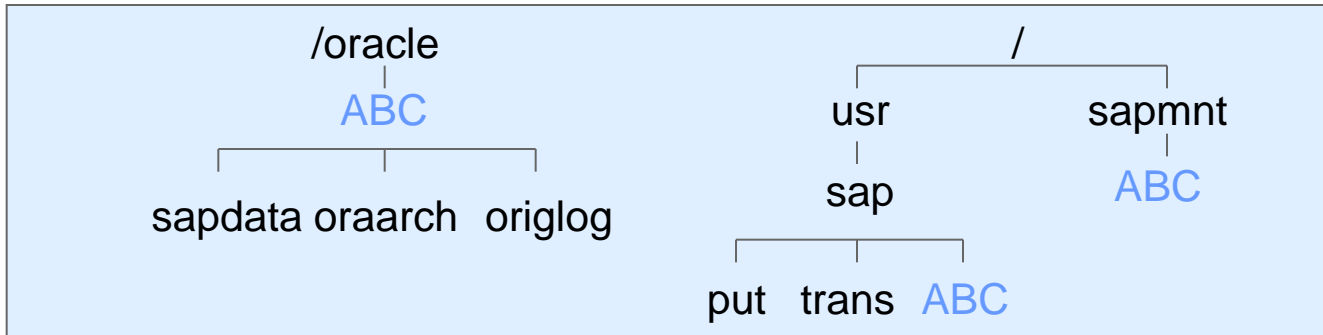 /oracle
ABC
sapdata oraarch origlog
/
usr sapmnt
sap ABC
put trans ABC